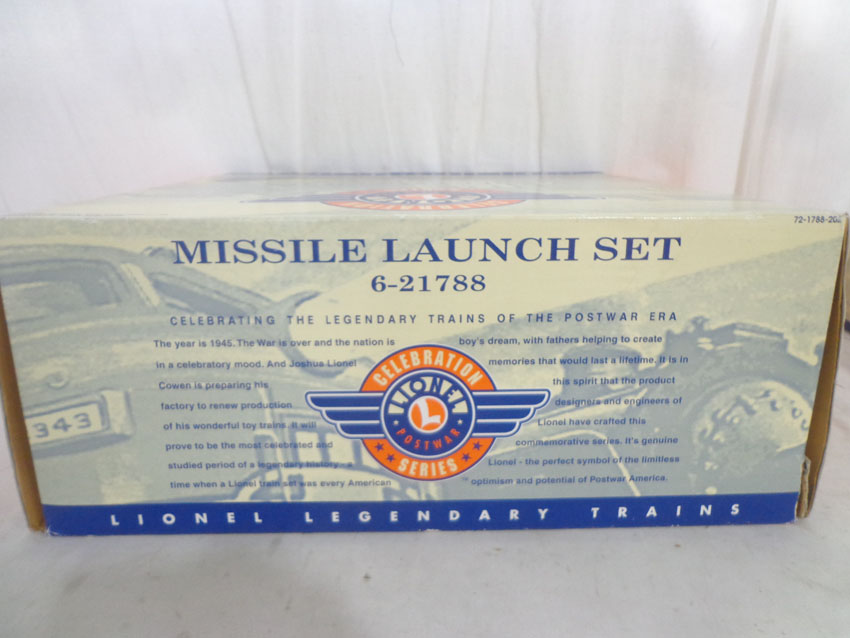 72-1788-20
MISSILE LAUNCH SET
6-21788
CELEBRATING THE LEGENDARY TRAINS OF THE POSTWAR ERA
The year is 1945. The War is over and the nation is
in a celebratory mood. And Joshua Lionel
Cowen is preparing his
factory to renew production
of his wonderful toy trains. It will
prove to be the most celebrated and
studied period of a legendary history, a
time when a Lionel train set was every American
boy's dream, with fathers helping to create
memories that would last a lifetime. It is in
this spirit that the product
designers and engineers of
Lionel have crafted this
commemorative series. It's genuine
Lionel - the perfect symbol of the limitless
™ optimism and potential of Postwar America.
CELEBRATION
LIONEL
L
POSTWAR
SERIES
343
LIONEL LEGENDARY TRAINS